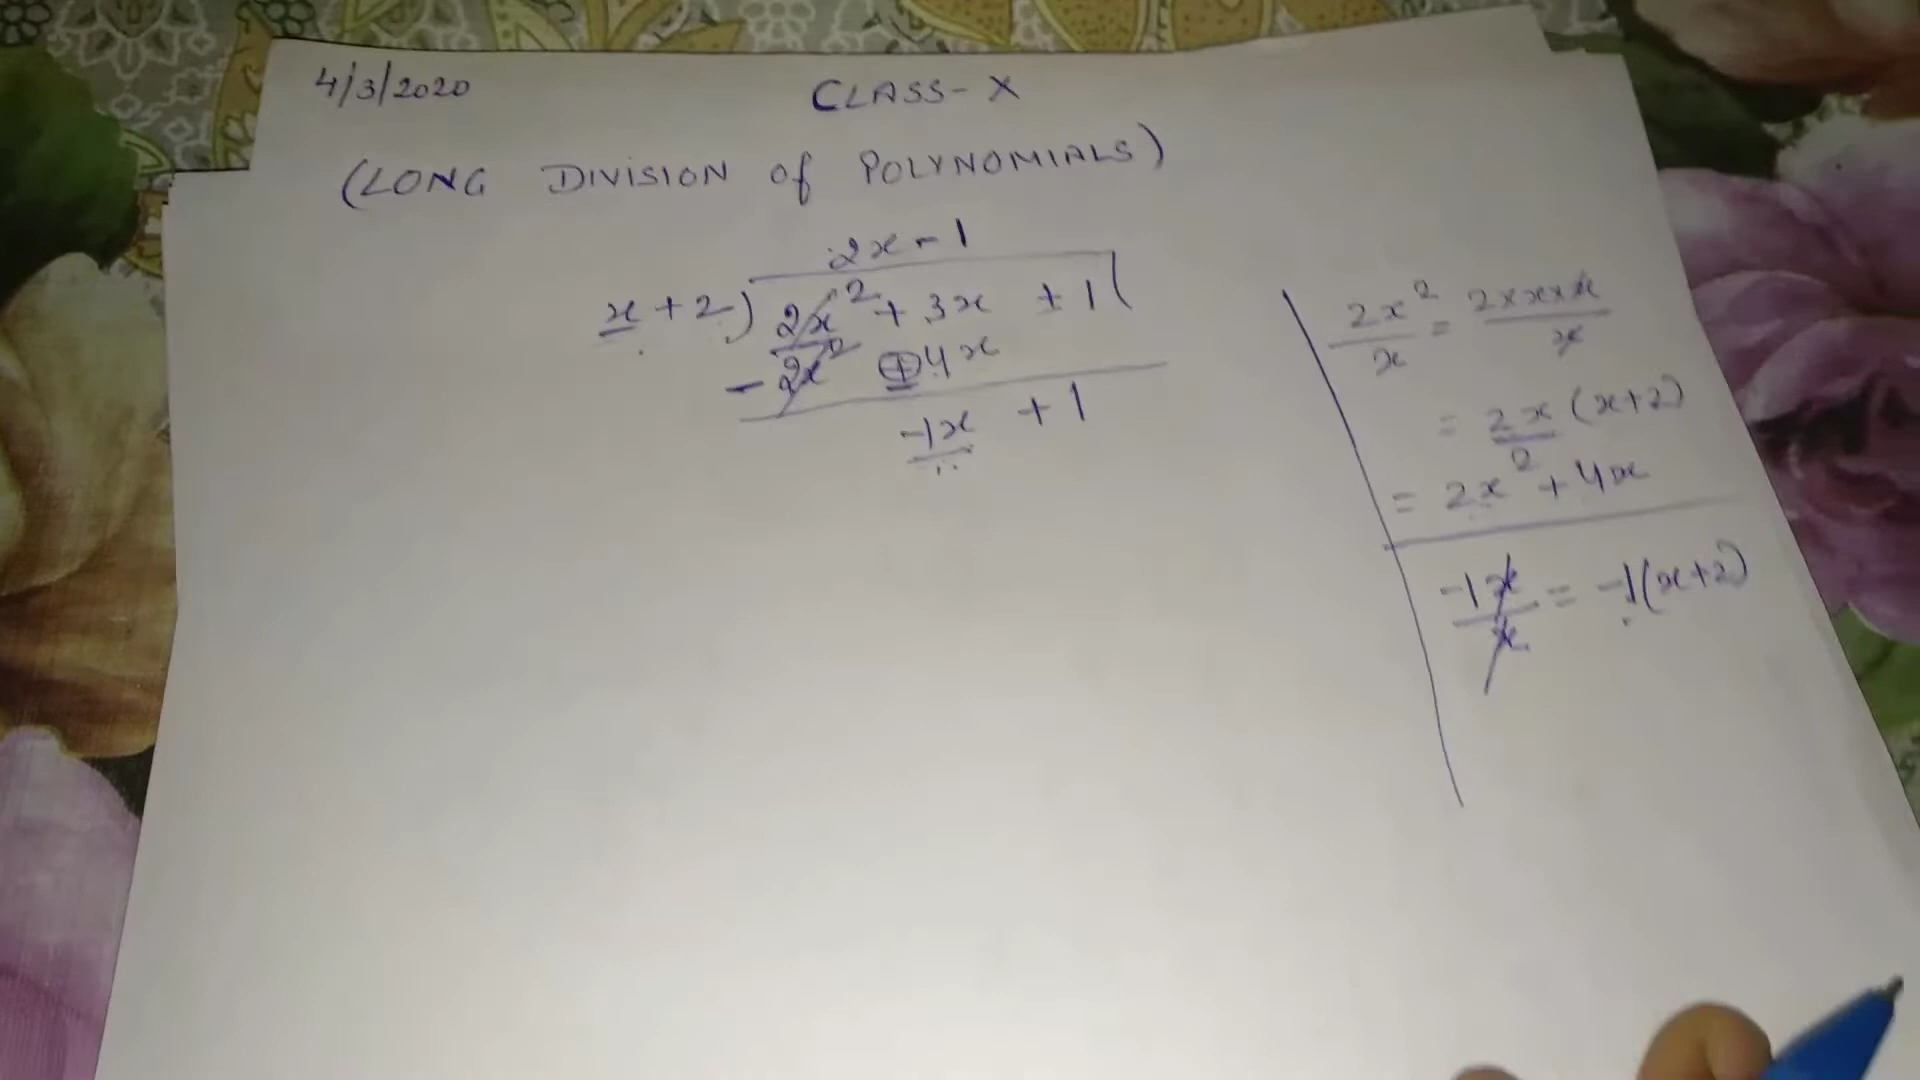 4/3/2020 CLASS-X
(LONG DIVISION of POLYNOMIALS)
2x - 1
x + 2) 2x² + 3x + 1(
- 2x² + 4x
-1x + 1
2x²/x = 2×x×x/x
= 2x (x+2)
= 2x² + 4x
-1x/x = -1(x+2)